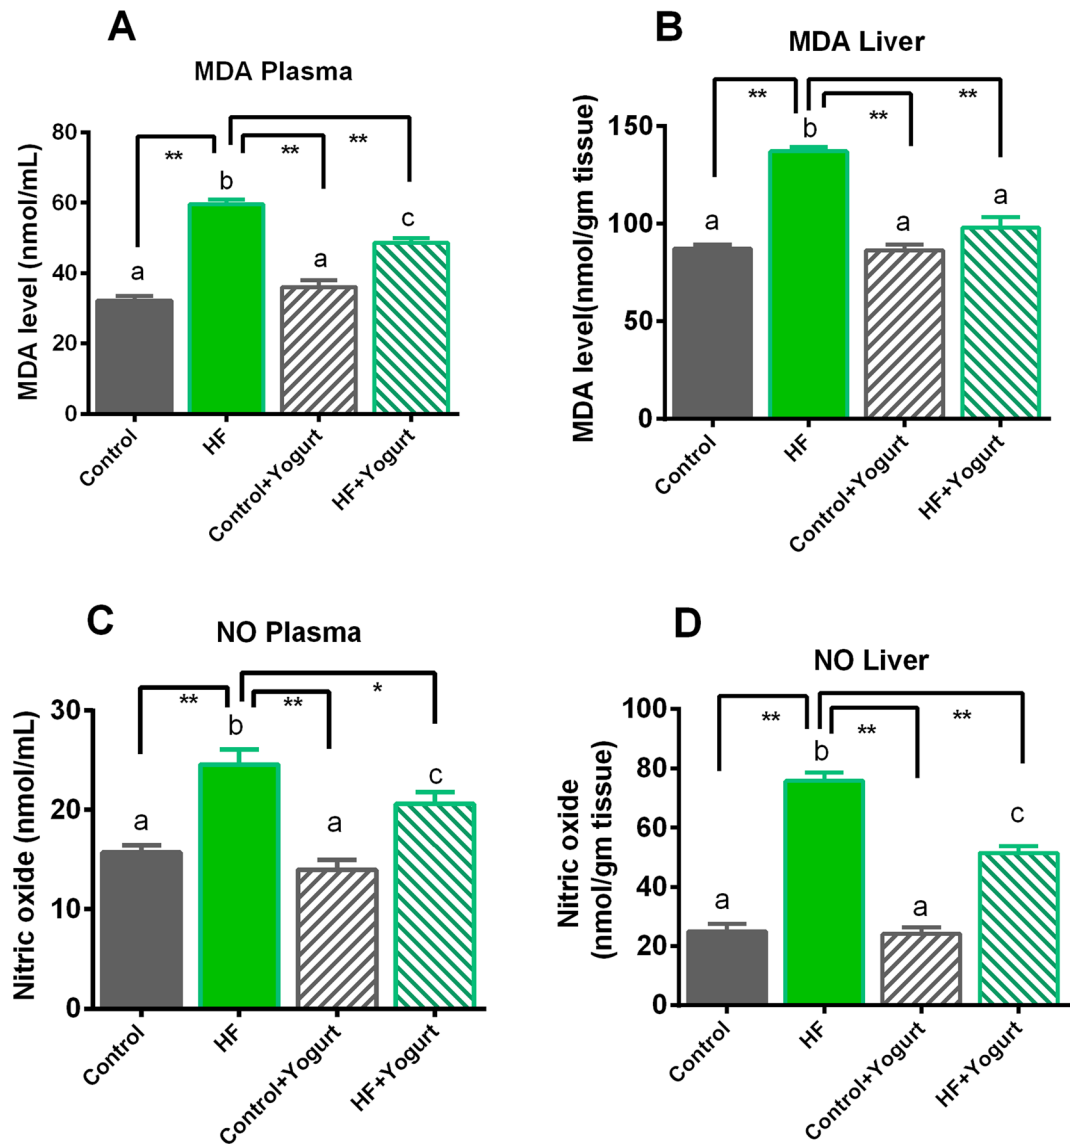 A
MDA Plasma
MDA level (nmol/mL)
80
60
40
20
0
**
**
**
a
b
a
c
Control
HF
Control+Yogurt
HF+Yogurt
B
MDA Liver
MDA level(nmol/gm tissue)
150
100
50
0
**
**
**
a
b
a
a
Control
HF
Control+Yogurt
HF+Yogurt
C
NO Plasma
Nitric oxide (nmol/mL)
30
20
10
0
**
**
*
a
b
a
c
Control
HF
Control+Yogurt
HF+Yogurt
D
NO Liver
Nitric oxide
(nmol/gm tissue)
100
80
60
40
20
0
**
**
**
a
b
a
c
Control
HF
Control+Yogurt
HF+Yogurt